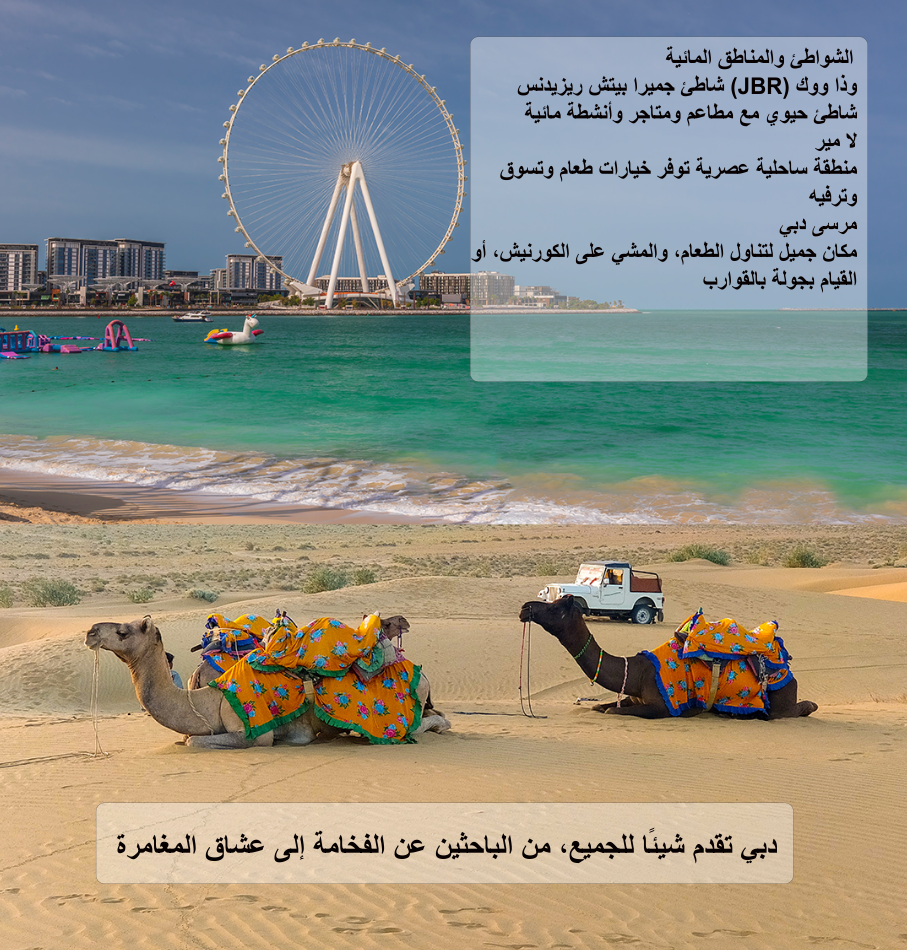 الشواطئ والمناطق المائية
وذا ووك (JBR) شاطئ جميرا بيتش ريزيدنس
شاطئ حيوي مع مطاعم ومتاجر وأنشطة مائية
لا مير
منطقة ساحلية عصرية توفر خيارات طعام وتسوق
وترفيه
مرسى دبي
مكان جميل لتناول الطعام، والمشي على الكورنيش، أو
القيام بجولة بالقوارب
دبي تقدم شيئًا للجميع، من الباحثين عن الفخامة إلى عشاق المغامرة